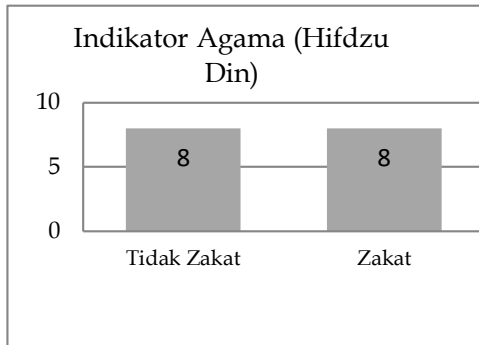 Indikator Agama (Hifdzu
Din)
10
5
0
8
8
Tidak Zakat
Zakat